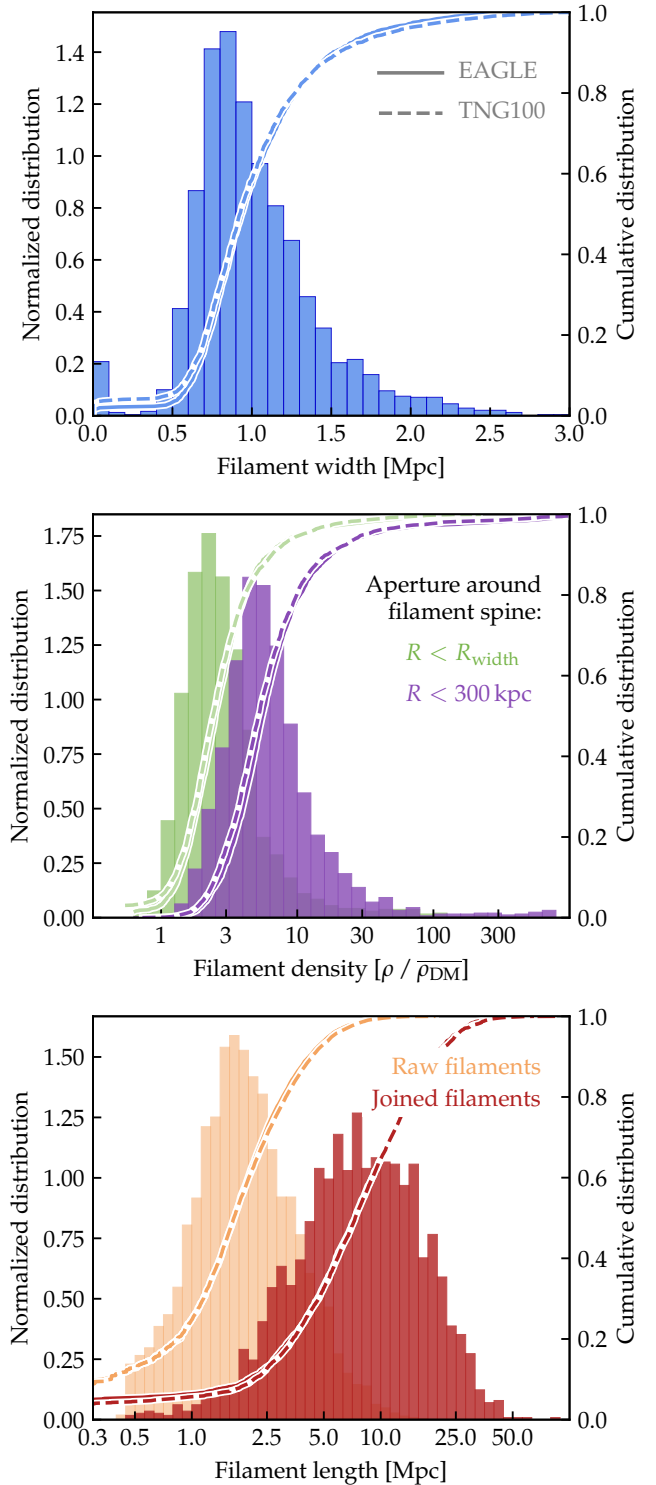 1.4
1.2
1.0
0.8
0.6
0.4
0.2
0.0
Normalized distribution
EAGLE
TNG100
1.0
0.8
0.6
0.4
0.2
0.0
Cumulative distribution
0.0 0.5 1.0 1.5 2.0 2.5 3.0
Filament width [Mpc]
1.75
1.50
1.25
1.00
0.75
0.50
0.25
0.00
Normalized distribution
Aperture around
filament spine:
R < R_width
R < 300 kpc
1.0
0.8
0.6
0.4
0.2
0.0
Cumulative distribution
1 3 10 30 100 300
Filament density [ρ / \overline{ρ_DM}]
1.50
1.25
1.00
0.75
0.50
0.25
0.00
Normalized distribution
Raw filaments
Joined filaments
1.0
0.8
0.6
0.4
0.2
0.0
Cumulative distribution
0.3 0.5 1.0 2.5 5.0 10.0 25.0 50.0
Filament length [Mpc]